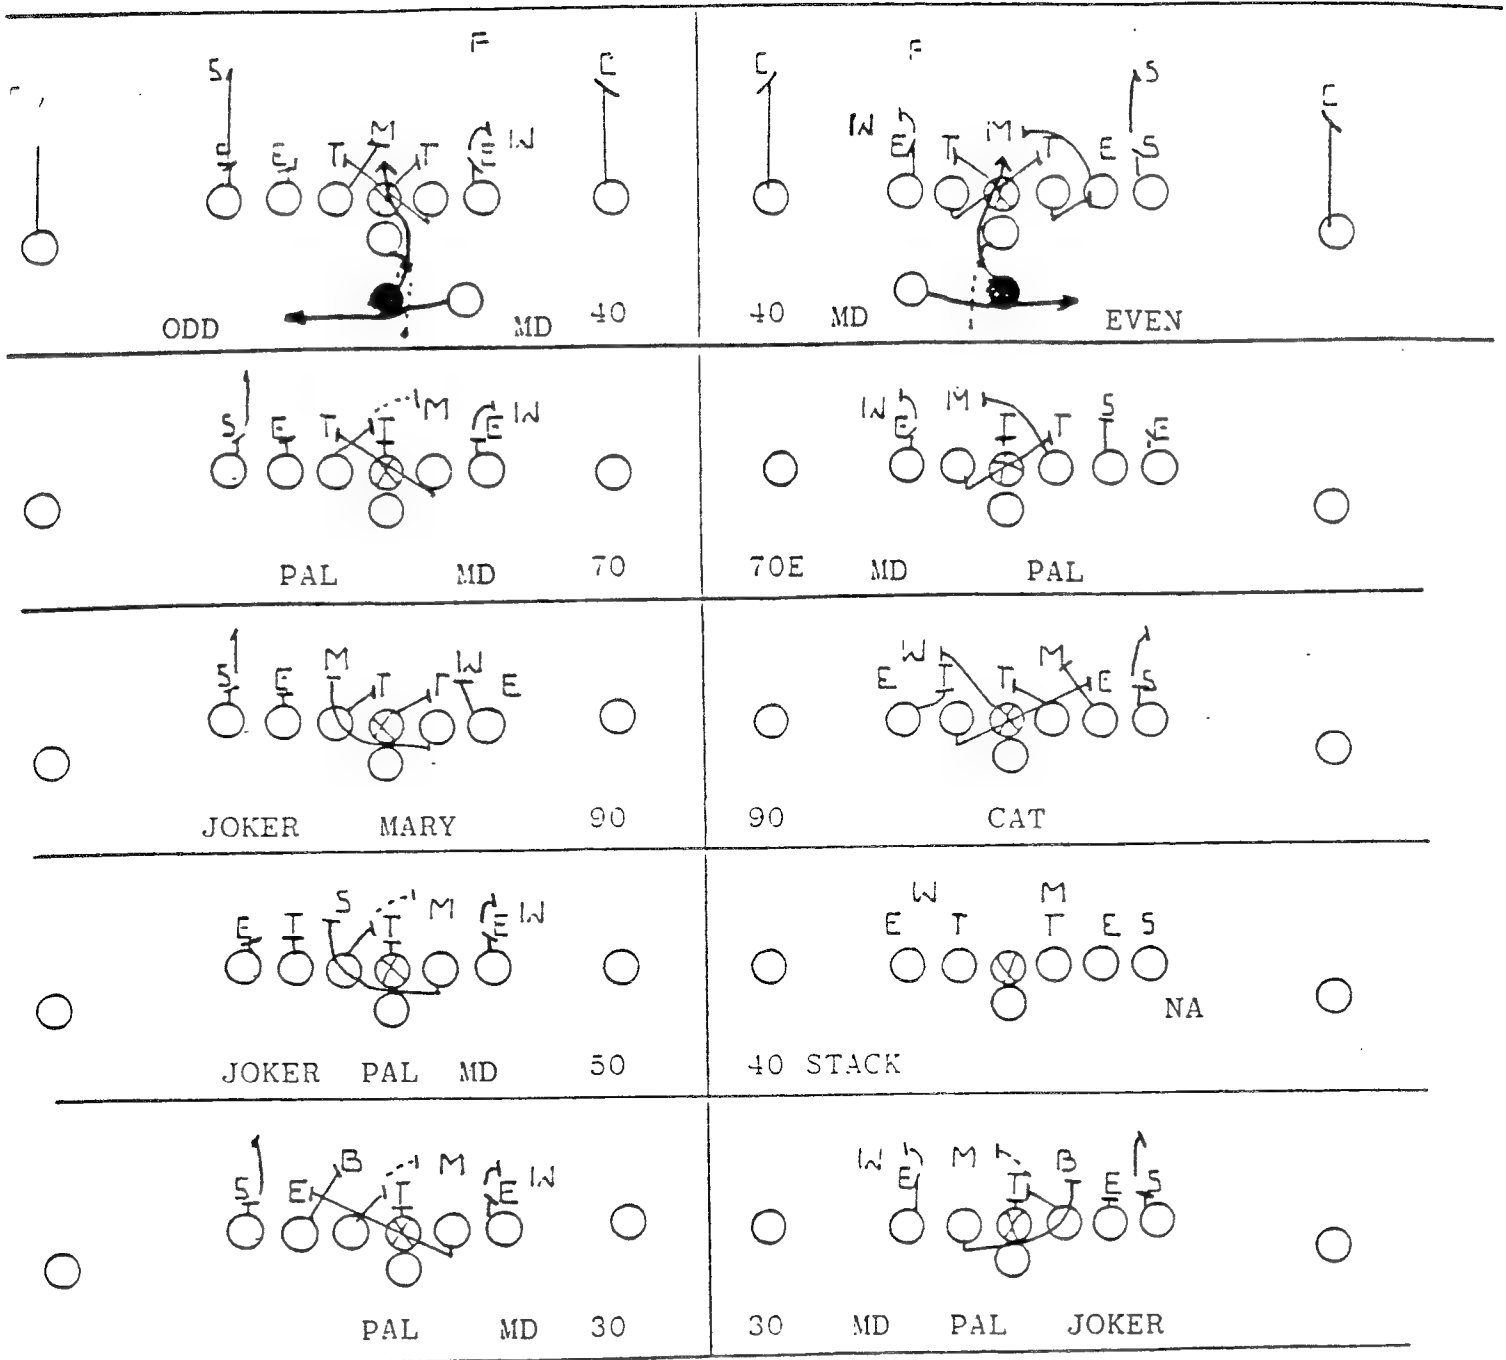 F
S C
M
E E T T E W
ODD MD 40
F
C S C
W M
E T T E S
40 MD EVEN
M
S E T T E W
PAL MD 70
W M S
E T T E
70E MD PAL
M W
S E T T E
JOKER MARY 90
W M
E T T E S
90 CAT
S M W
E T T E
JOKER PAL MD 50
W M
E T T E S
NA
40 STACK
B M W
S E T E
PAL MD 30
W M B
E T E S
30 MD PAL JOKER